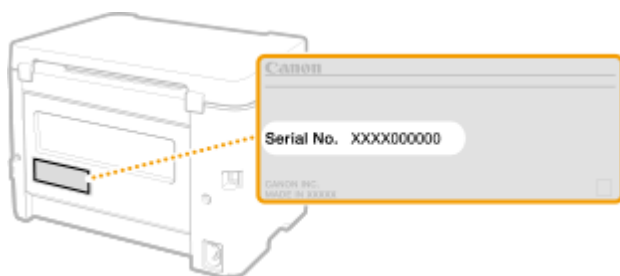 Canon
Serial No. XXXX000000
CANON INC.
MADE IN XXXXX